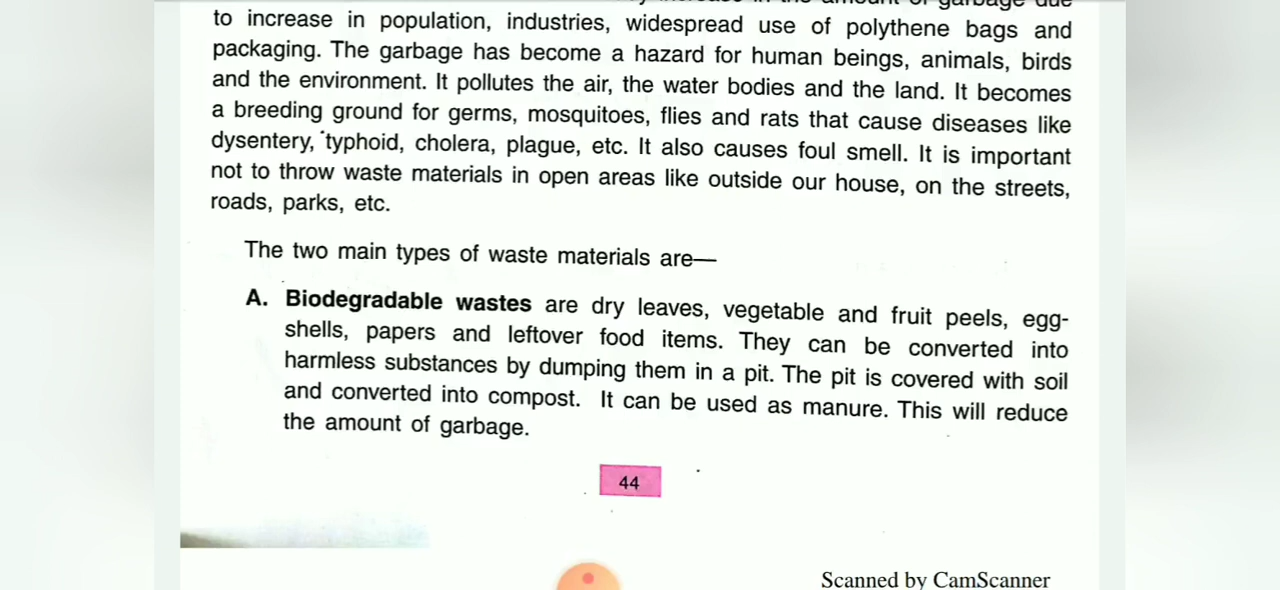 to increase in population, industries, widespread use of polythene bags and
packaging. The garbage has become a hazard for human beings, animals, birds
and the environment. It pollutes the air, the water bodies and the land. It becomes
a breeding ground for germs, mosquitoes, flies and rats that cause diseases like
dysentery, typhoid, cholera, plague, etc. It also causes foul smell. It is important
not to throw waste materials in open areas like outside our house, on the streets,
roads, parks, etc.
The two main types of waste materials are—
A. Biodegradable wastes are dry leaves, vegetable and fruit peels, egg-
shells, papers and leftover food items. They can be converted into
harmless substances by dumping them in a pit. The pit is covered with soil
and converted into compost. It can be used as manure. This will reduce
the amount of garbage.
44
Scanned by CamScanner